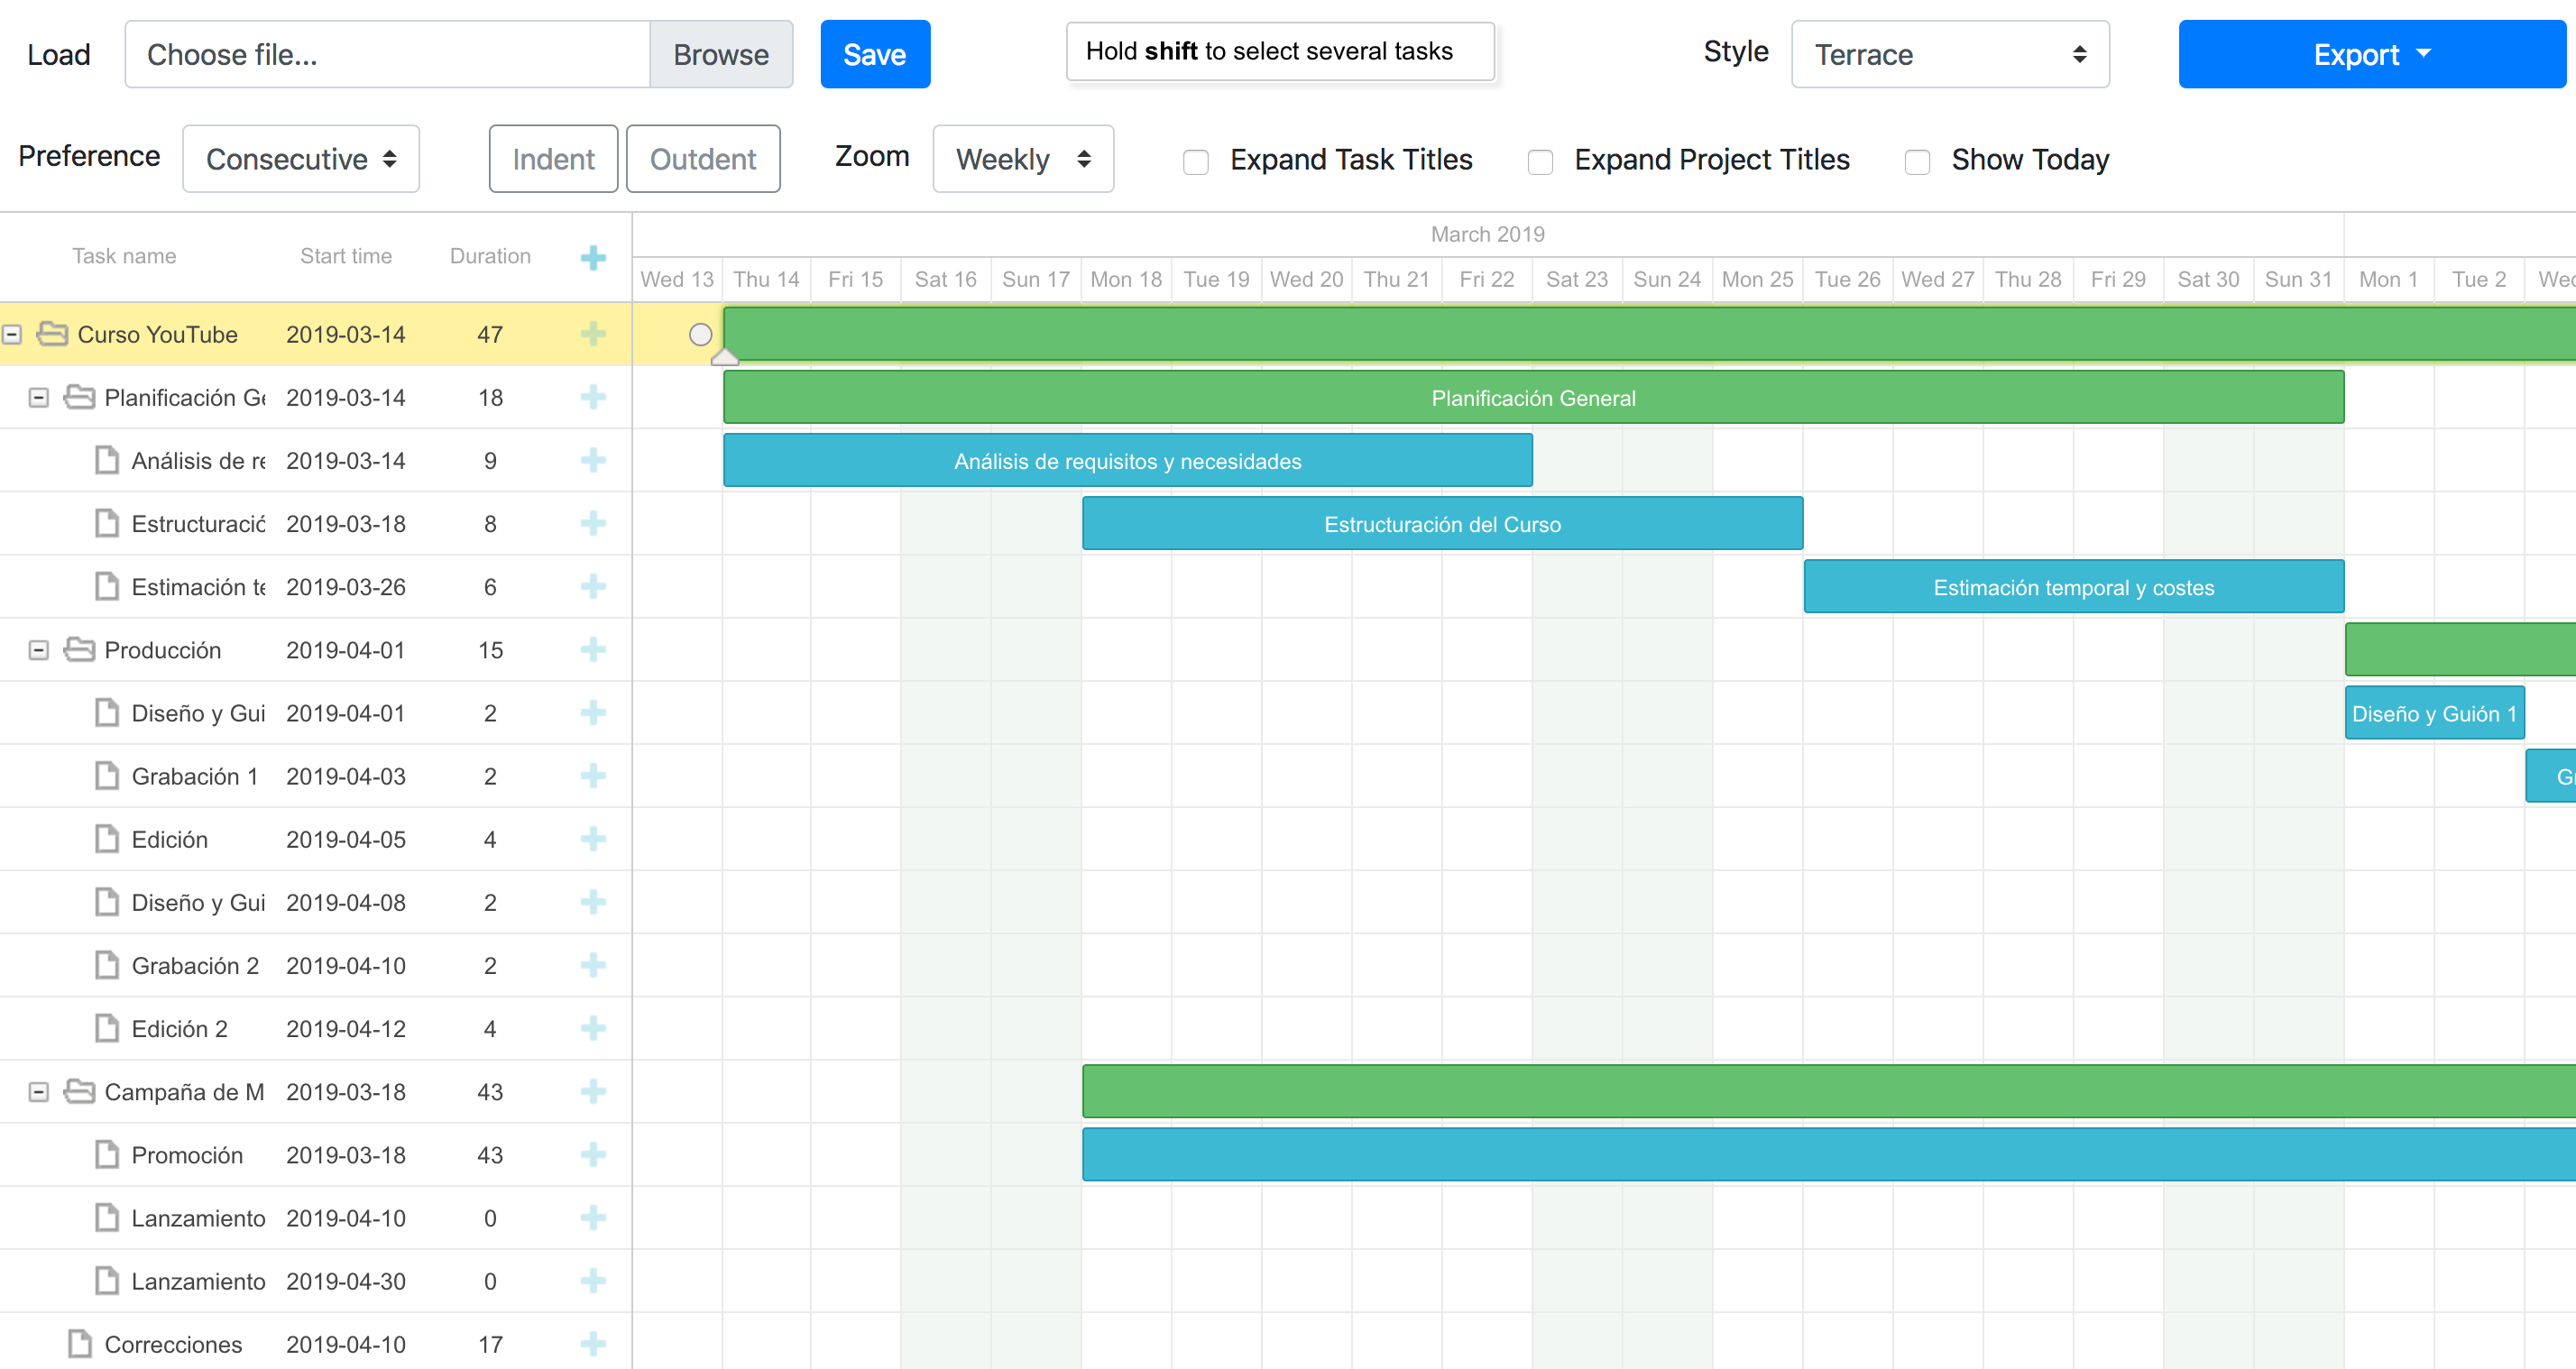 Load Choose file... Browse Save Hold shift to select several tasks Style Terrace Export
Preference Consecutive Indent Outdent Zoom Weekly Expand Task Titles Expand Project Titles Show Today
Task name Start time Duration March 2019
Wed 13 Thu 14 Fri 15 Sat 16 Sun 17 Mon 18 Tue 19 Wed 20 Thu 21 Fri 22 Sat 23 Sun 24 Mon 25 Tue 26 Wed 27 Thu 28 Fri 29 Sat 30 Sun 31 Mon 1 Tue 2 Wed
Curso YouTube 2019-03-14 47
Planificación Ge 2019-03-14 18 Planificación General
Análisis de re 2019-03-14 9 Análisis de requisitos y necesidades
Estructuració 2019-03-18 8 Estructuración del Curso
Estimación te 2019-03-26 6 Estimación temporal y costes
Producción 2019-04-01 15
Diseño y Gui 2019-04-01 2 Diseño y Guión 1
Grabación 1 2019-04-03 2 Gr
Edición 2019-04-05 4
Diseño y Gui 2019-04-08 2
Grabación 2 2019-04-10 2
Edición 2 2019-04-12 4
Campaña de M 2019-03-18 43
Promoción 2019-03-18 43
Lanzamiento 2019-04-10 0
Lanzamiento 2019-04-30 0
Correcciones 2019-04-10 17